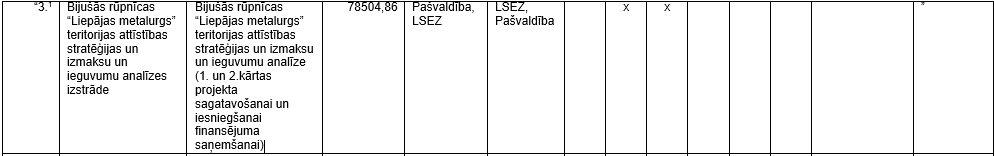 “3.¹ Bijušās rūpnīcas Bijušās rūpnīcas 78504,86 Pašvaldība, LSEZ, x x ”
“Liepājas metalurgs” “Liepājas metalurgs” LSEZ Pašvaldība
teritorijas attīstības teritorijas attīstības
stratēģijas un stratēģijas un izmaksu
izmaksu un un ieguvumu analīze
ieguvumu analīzes (1. un 2.kārtas
izstrāde projekta
sagatavošanai un
iesniegšanai
finansējuma
saņemšanai)